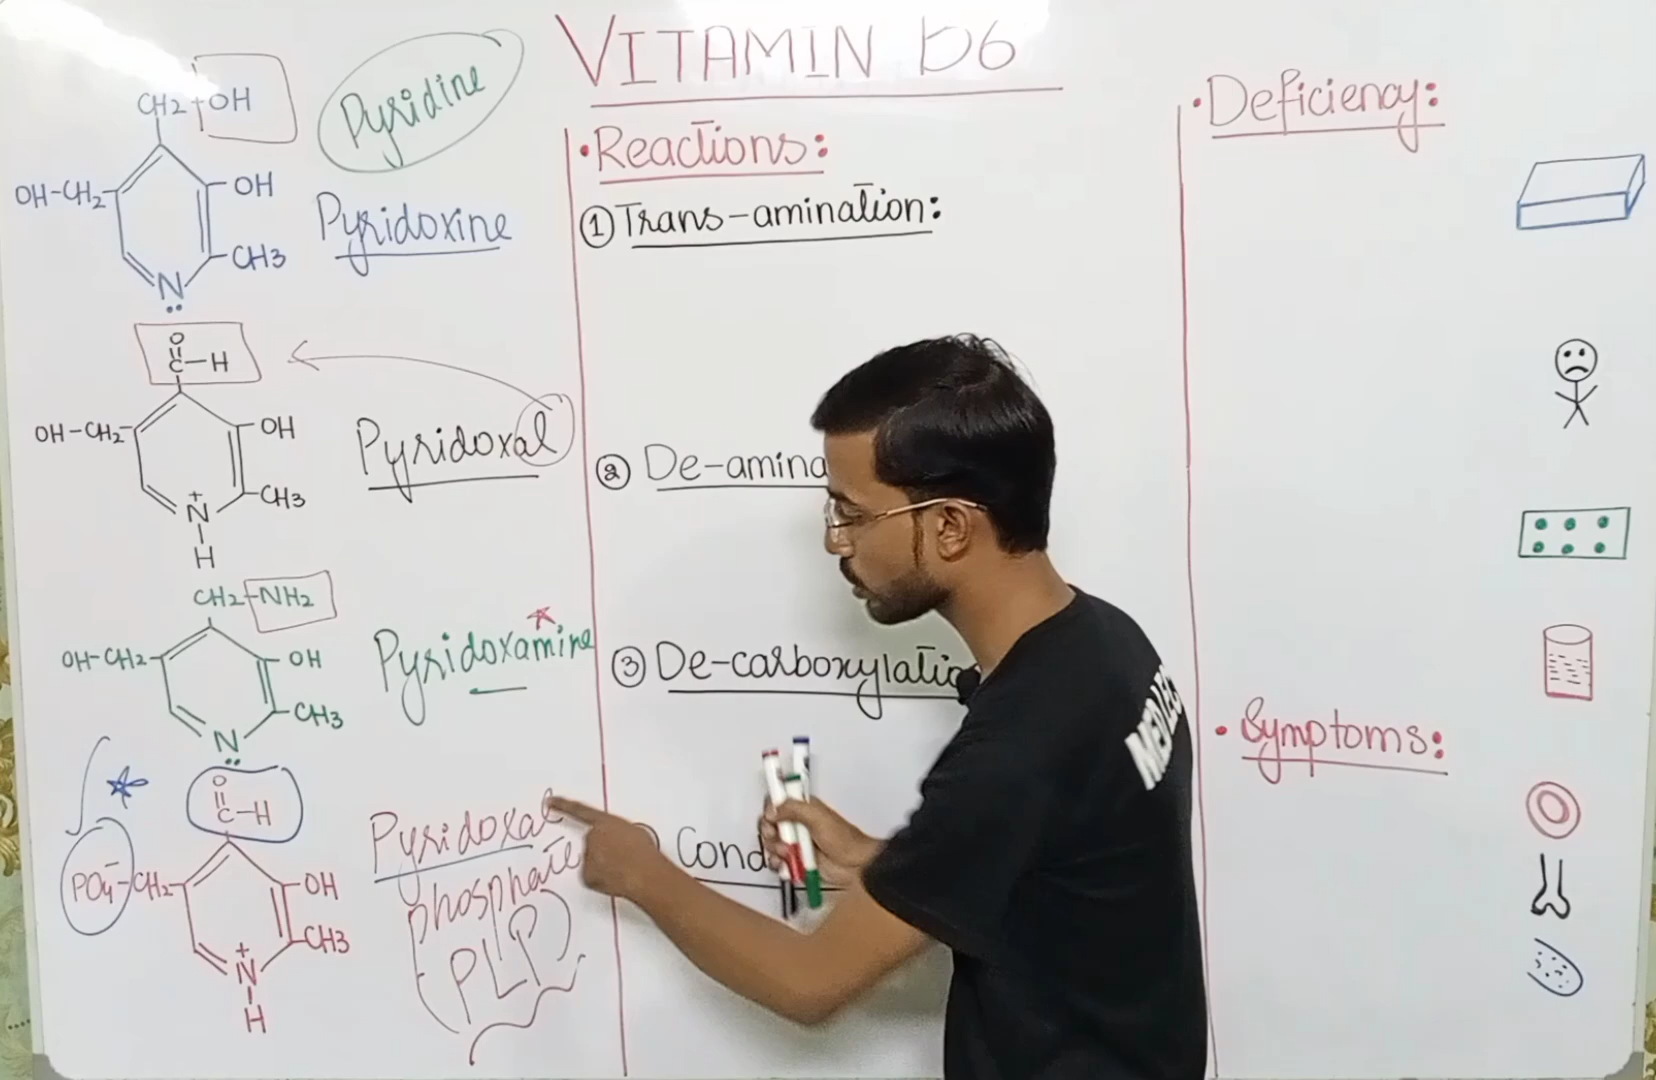 VITAMIN B6
CH2-OH
Pyridine
OH-CH2
OH
Pyridoxine
CH3
N
O
C-H
OH-CH2
OH
Pyridoxal
CH3
+
N
H
CH2-NH2
Pyridoxamine
OH-CH2
OH
CH3
N
O
C-H
Pyridoxal
phosphate
(PLP)
PO4-CH2
OH
CH3
+
N
H
• Reactions:
① Trans-amination:
② De-amina
③ De-carboxylatio
Cond
• Deficiency:
• Symptoms: